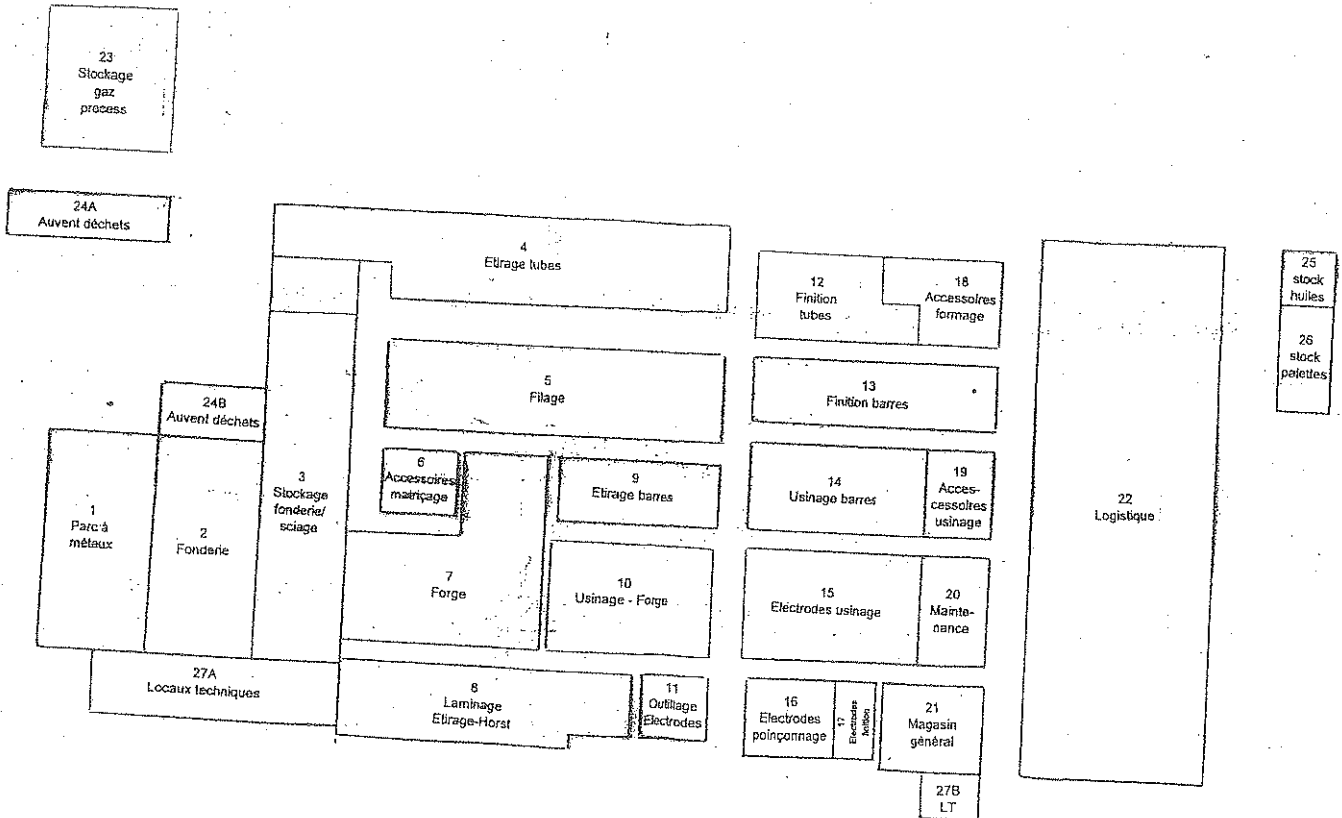 23
Stockage
gaz
process
24A
Auvent déchets
4
Etirage tubes
12
Finition
tubes
18
Accessoires
formage
25
stock
huiles
26
stock
palettes
5
Filage
13
Finition barres
24B
Auvent déchets
1
Parc à
métaux
2
Fonderie
3
Stockage
fonderie/
sciage
6
Accessoires
matriçage
9
Etirage barres
14
Usinage barres
19
Acces-
cessoires
usinage
22
Logistique
7
Forge
10
Usinage - Forge
15
Electrodes usinage
20
Mainte-
nance
27A
Locaux techniques
8
Laminage
Etirage-Horst
11
Outillage
Electrodes
16
Electrodes
poinçonnage
17
Electrodes
finition
21
Magasin
général
27B
LT